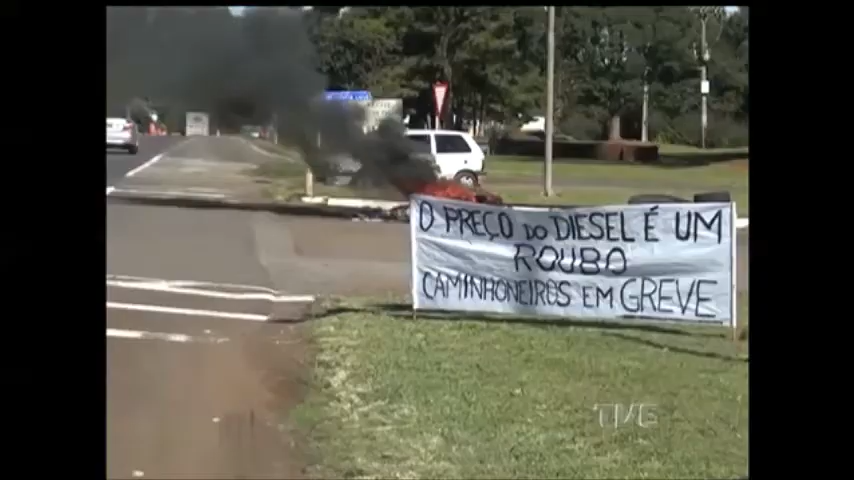 O PREÇO DO DIESEL É UM
ROUBO
CAMINHONEIROS EM GREVE
TVE